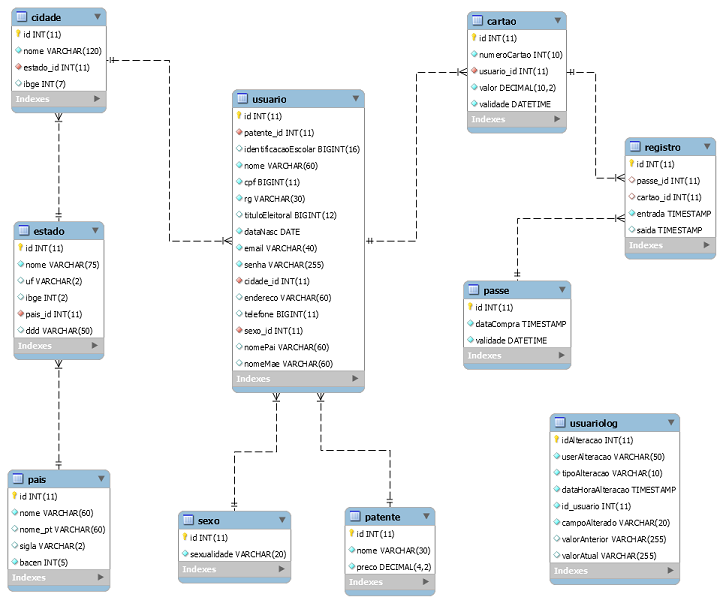 cidade
id INT(11)
nome VARCHAR(120)
estado_id INT(11)
ibge INT(7)
Indexes
estado
id INT(11)
nome VARCHAR(75)
uf VARCHAR(2)
ibge INT(2)
pais_id INT(11)
ddd VARCHAR(50)
Indexes
pais
id INT(11)
nome VARCHAR(60)
nome_pt VARCHAR(60)
sigla VARCHAR(2)
bacen INT(5)
Indexes
usuario
id INT(11)
patente_id INT(11)
identificacaoEscolar BIGINT(16)
nome VARCHAR(60)
cpf BIGINT(11)
rg VARCHAR(30)
tituloEleitoral BIGINT(12)
dataNasc DATE
email VARCHAR(40)
senha VARCHAR(255)
cidade_id INT(11)
endereco VARCHAR(60)
telefone BIGINT(11)
sexo_id INT(11)
nomePai VARCHAR(60)
nomeMae VARCHAR(60)
Indexes
sexo
id INT(11)
sexualidade VARCHAR(20)
Indexes
patente
id INT(11)
nome VARCHAR(30)
preco DECIMAL(4,2)
Indexes
cartao
id INT(11)
numeroCartao INT(10)
usuario_id INT(11)
valor DECIMAL(10,2)
validade DATETIME
Indexes
registro
id INT(11)
passe_id INT(11)
cartao_id INT(11)
entrada TIMESTAMP
saida TIMESTAMP
Indexes
passe
id INT(11)
dataCompra TIMESTAMP
validade DATETIME
Indexes
usuariolog
idAlteracao INT(11)
userAlteracao VARCHAR(50)
tipoAlteracao VARCHAR(10)
dataHoraAlteracao TIMESTAMP
id_usuario INT(11)
campoAlterado VARCHAR(20)
valorAnterior VARCHAR(255)
valorAtual VARCHAR(255)
Indexes